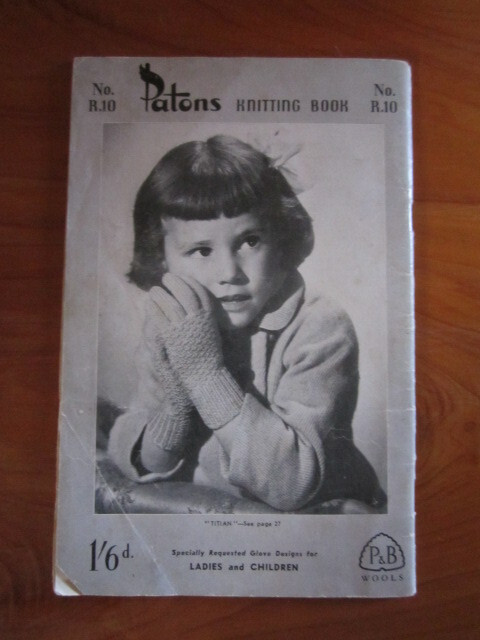 No. R.10
Patons KNITTING BOOK
No. R.10
"TITIAN"—See page 27
1'6d.
Specially Requested Glove Designs for
LADIES and CHILDREN
P&B
WOOLS